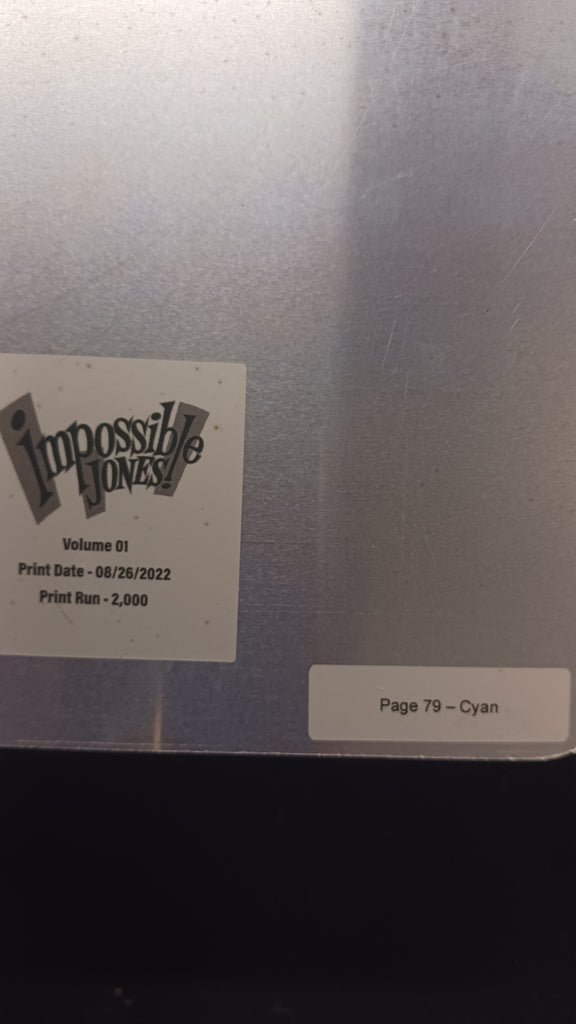 impossible
JONES!
Volume 01
Print Date - 08/26/2022
Print Run - 2,000
Page 79 – Cyan